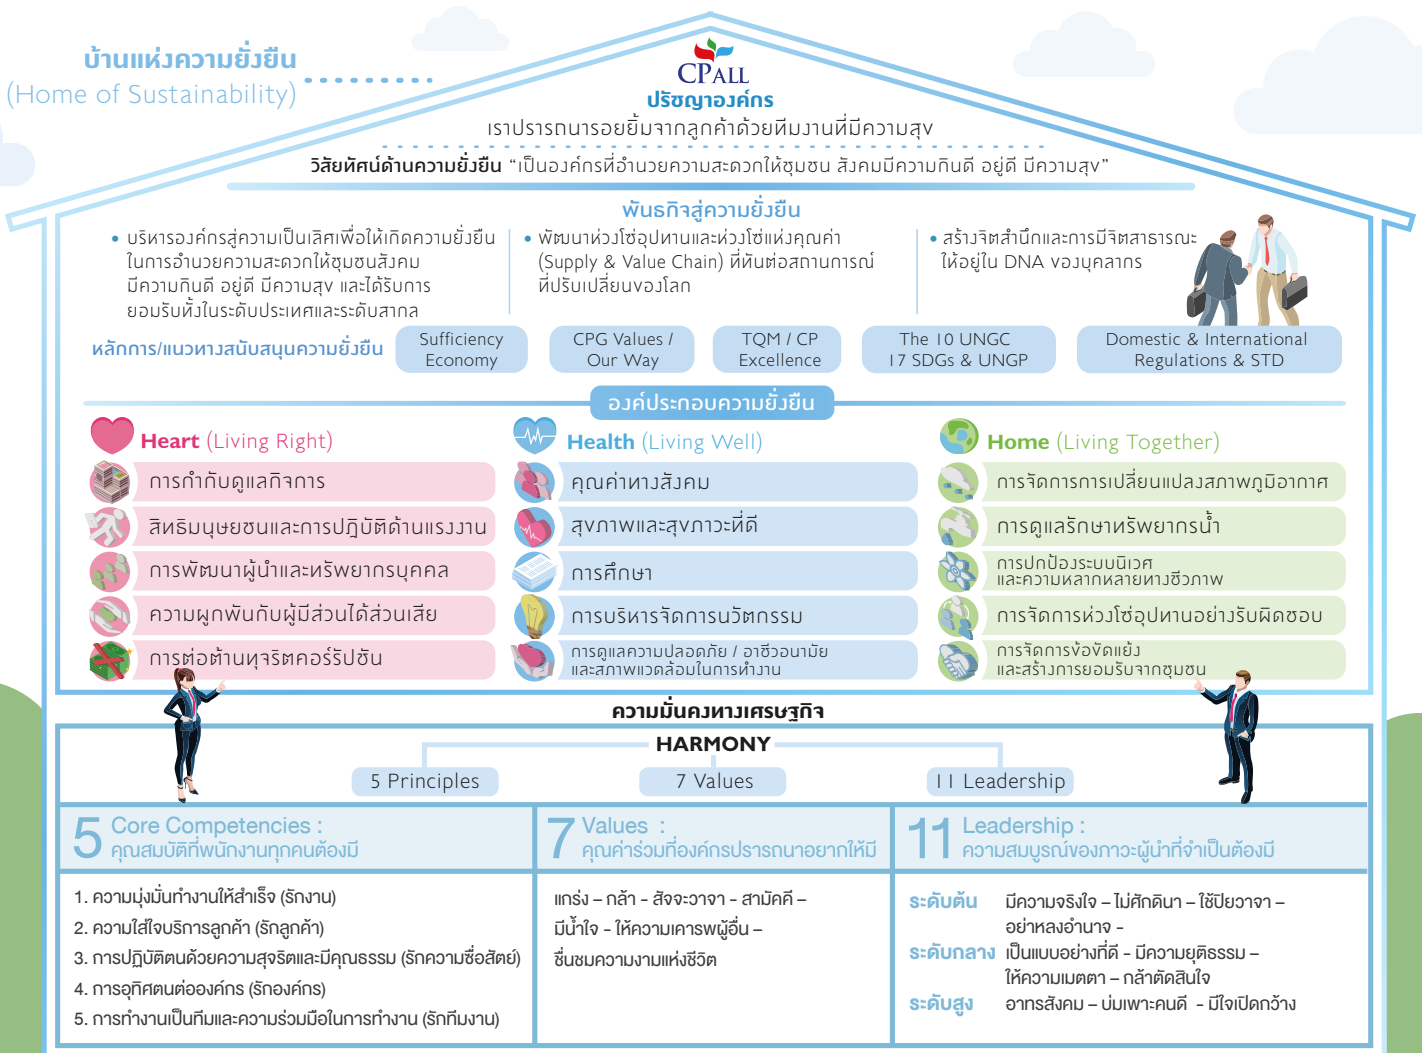 บ้านแห่งความยั่งยืน
(Home of Sustainability)
CPALL
ปรัชญาองค์กร
เราปรารถนารอยยิ้มจากลูกค้าด้วยทีมงานที่มีความสุข
วิสัยทัศน์ด้านความยั่งยืน “เป็นองค์กรที่อำนวยความสะดวกให้ชุมชน สังคมมีความกินดี อยู่ดี มีความสุข”
พันธกิจสู่ความยั่งยืน
• บริหารองค์กรสู่ความเป็นเลิศเพื่อให้เกิดความยั่งยืน
ในการอำนวยความสะดวกให้ชุมชนสังคม
มีความกินดี อยู่ดี มีความสุข และได้รับการ
ยอมรับทั้งในระดับประเทศและระดับสากล
• พัฒนาห่วงโซ่อุปทานและห่วงโซ่แห่งคุณค่า
(Supply & Value Chain) ที่ทันต่อสถานการณ์
ที่ปรับเปลี่ยนของโลก
• สร้างจิตสำนึกและการมีจิตสาธารณะ
ให้อยู่ใน DNA ของบุคลากร
หลักการ/แนวทางสนับสนุนความยั่งยืน
Sufficiency
Economy
CPG Values /
Our Way
TQM / CP
Excellence
The 10 UNGC
17 SDGs & UNGP
Domestic & International
Regulations & STD
องค์ประกอบความยั่งยืน
Heart (Living Right)
การกำกับดูแลกิจการ
สิทธิมนุษยชนและการปฏิบัติด้านแรงงาน
การพัฒนาผู้นำและทรัพยากรบุคคล
ความผูกพันกับผู้มีส่วนได้ส่วนเสีย
การต่อต้านทุจริตคอร์รัปชัน
Health (Living Well)
คุณค่าทางสังคม
สุขภาพและสุขภาวะที่ดี
การศึกษา
การบริหารจัดการนวัตกรรม
การดูแลความปลอดภัย / อาชีวอนามัย
และสภาพแวดล้อมในการทำงาน
Home (Living Together)
การจัดการการเปลี่ยนแปลงสภาพภูมิอากาศ
การดูแลรักษาทรัพยากรน้ำ
การปกป้องระบบนิเวศ
และความหลากหลายทางชีวภาพ
การจัดการห่วงโซ่อุปทานอย่างรับผิดชอบ
การจัดการข้อขัดแย้ง
และสร้างการยอมรับจากชุมชน
ความมั่นคงทางเศรษฐกิจ
HARMONY
5 Principles
7 Values
11 Leadership
5 Core Competencies :
คุณสมบัติที่พนักงานทุกคนต้องมี
1. ความมุ่งมั่นทำงานให้สำเร็จ (รักงาน)
2. ความใส่ใจบริการลูกค้า (รักลูกค้า)
3. การปฏิบัติตนด้วยความสุจริตและมีคุณธรรม (รักความซื่อสัตย์)
4. การอุทิศตนต่อองค์กร (รักองค์กร)
5. การทำงานเป็นทีมและความร่วมมือในการทำงาน (รักทีมงาน)
7 Values :
คุณค่าร่วมที่องค์กรปรารถนาอยากให้มี
แกร่ง – กล้า - สัจจะวาจา - สามัคคี –
มีน้ำใจ - ให้ความเคารพผู้อื่น –
ชื่นชมความงามแห่งชีวิต
11 Leadership :
ความสมบูรณ์ของภาวะผู้นำที่จำเป็นต้องมี
ระดับต้น มีความจริงใจ – ไม่ศักดินา – ใช้ปิยวาจา –
อย่าหลงอำนาจ -
ระดับกลาง เป็นแบบอย่างที่ดี - มีความยุติธรรม –
ให้ความเมตตา – กล้าตัดสินใจ
ระดับสูง อาทรสังคม – บ่มเพาะคนดี - มีใจเปิดกว้าง